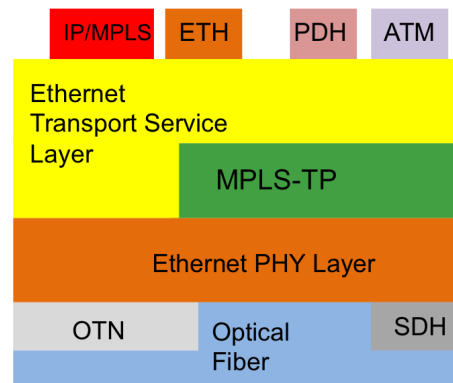 IP/MPLS ETH PDH ATM
Ethernet
Transport Service
Layer
MPLS-TP
Ethernet PHY Layer
OTN Optical SDH
Fiber